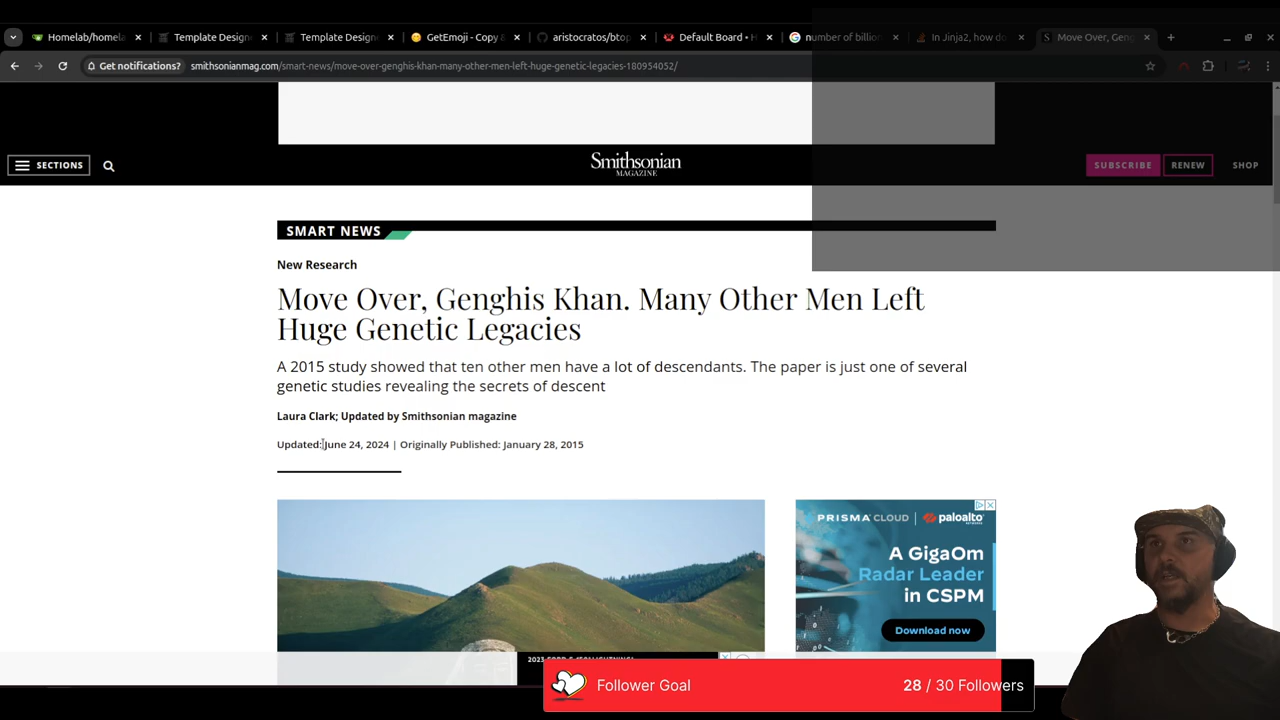 Homelab/homela
Template Design
Template Design
GetEmoji - Copy &
aristocratos/btop
Default Board •
number of billion
In Jinja2, how do
Move Over, Geng
Get notifications?
smithsonianmag.com/smart-news/move-over-genghis-khan-many-other-men-left-huge-genetic-legacies-180954052/
SECTIONS
Smithsonian
MAGAZINE
SUBSCRIBE
RENEW
SHOP
SMART NEWS
New Research
Move Over, Genghis Khan. Many Other Men Left
Huge Genetic Legacies
A 2015 study showed that ten other men have a lot of descendants. The paper is just one of several
genetic studies revealing the secrets of descent
Laura Clark; Updated by Smithsonian magazine
Updated: June 24, 2024 | Originally Published: January 28, 2015
PRISMA CLOUD | paloalto
A GigaOm
Radar Leader
in CSPM
Download now
Follower Goal
28 / 30 Followers